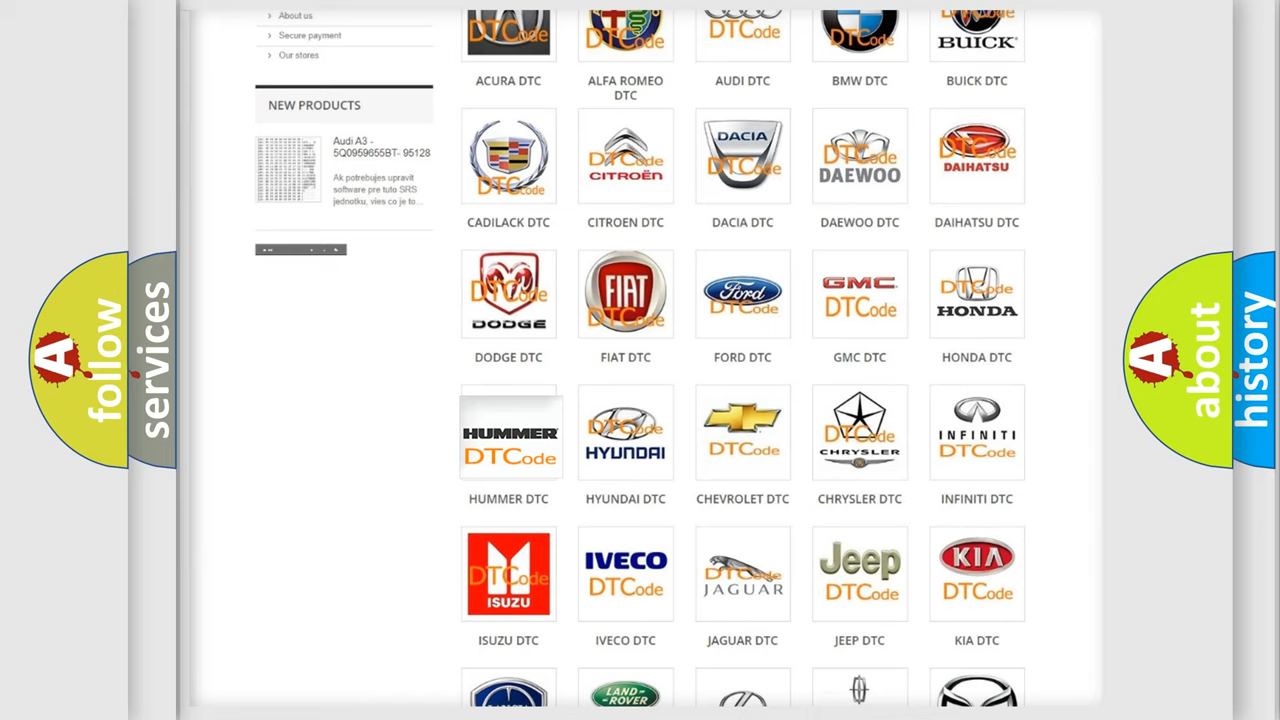 About us
Secure payment
Our stores
NEW PRODUCTS
Audi A3 -
5Q0959655BT- 95128
Ak potrebujes upravit
software pre tuto SRS
jednotku, vies co je to...
DTCode
DTCode
DTCode
DTCode
BUICK
ACURA DTC
ALFA ROMEO
DTC
AUDI DTC
BMW DTC
BUICK DTC
DTCode
DTCode
CITROËN
DACIA
DTCode
DTCode
DAEWOO
DTCode
DAIHATSU
CADILACK DTC
CITROEN DTC
DACIA DTC
DAEWOO DTC
DAIHATSU DTC
DTCode
DODGE
FIAT
DTCode
Ford
DTCode
GMC
DTCode
DTCode
HONDA
DODGE DTC
FIAT DTC
FORD DTC
GMC DTC
HONDA DTC
HUMMER
DTCode
DTCode
HYUNDAI
DTCode
DTCode
CHRYSLER
INFINITI
DTCode
HUMMER DTC
HYUNDAI DTC
CHEVROLET DTC
CHRYSLER DTC
INFINITI DTC
DTCode
ISUZU
IVECO
DTCode
DTCode
JAGUAR
Jeep
DTCode
KIA
DTCode
ISUZU DTC
IVECO DTC
JAGUAR DTC
JEEP DTC
KIA DTC
LAND-
ROVER
A
follow
services
A
about
history